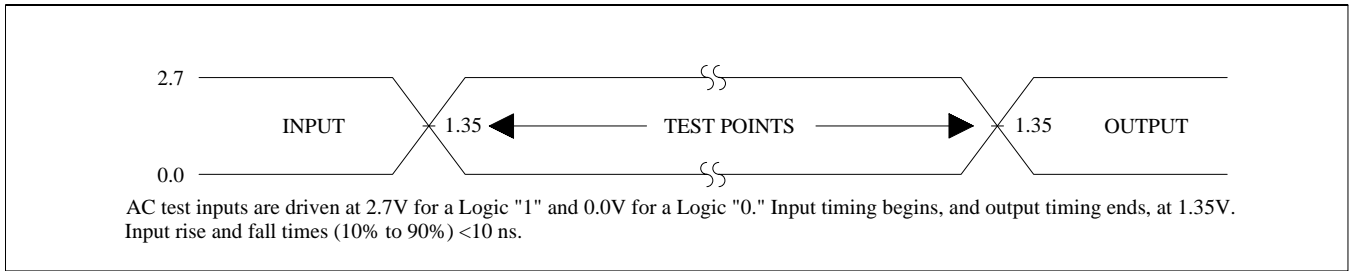 2.7
INPUT 1.35 TEST POINTS 1.35 OUTPUT
0.0
AC test inputs are driven at 2.7V for a Logic "1" and 0.0V for a Logic "0." Input timing begins, and output timing ends, at 1.35V.
Input rise and fall times (10% to 90%) <10 ns.